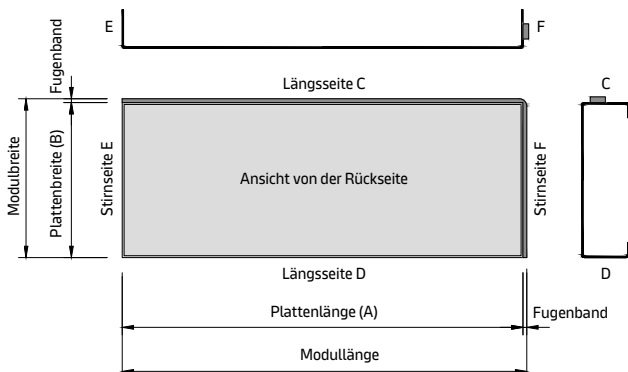 E
F
Fugenband
Längsseite C
C
Modulbreite
Plattenbreite (B)
Stirnseite E
Ansicht von der Rückseite
Stirnseite F
Längsseite D
D
Plattenlänge (A)
Fugenband
Modullänge